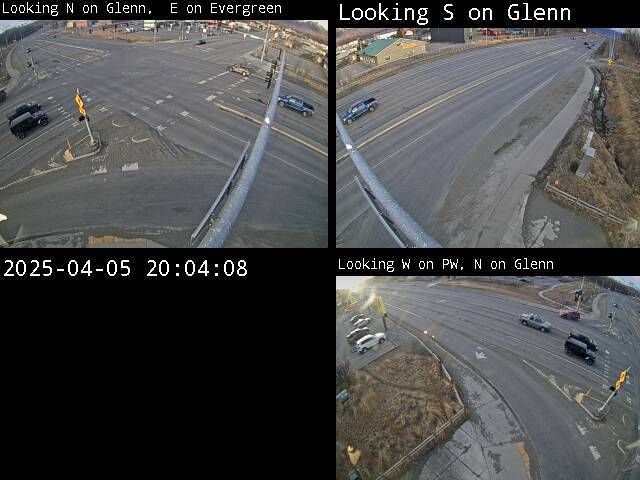 Looking N on Glenn,  E on Evergreen
Looking S on Glenn
2025-04-05 20:04:08
Looking W on PW, N on Glenn